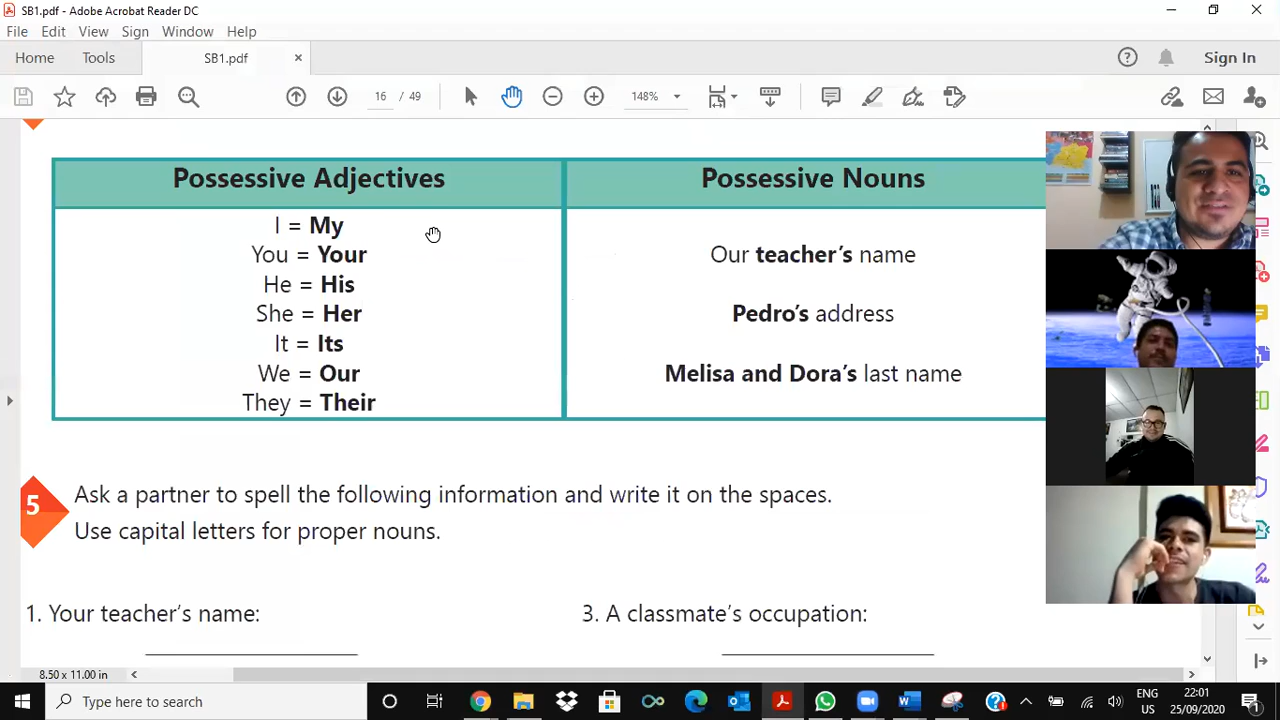 SB1.pdf - Adobe Acrobat Reader DC
File Edit View Sign Window Help
Home Tools SB1.pdf × Sign In
16 / 49 148%
Possessive Adjectives Possessive Nouns
I = My
You = Your Our teacher's name
He = His
She = Her Pedro's address
It = Its
We = Our Melisa and Dora's last name
They = Their
5 Ask a partner to spell the following information and write it on the spaces.
Use capital letters for proper nouns.
1. Your teacher's name: 3. A classmate's occupation:
8.50 x 11.00 in
Type here to search
ENG 22:01
US 25/09/2020